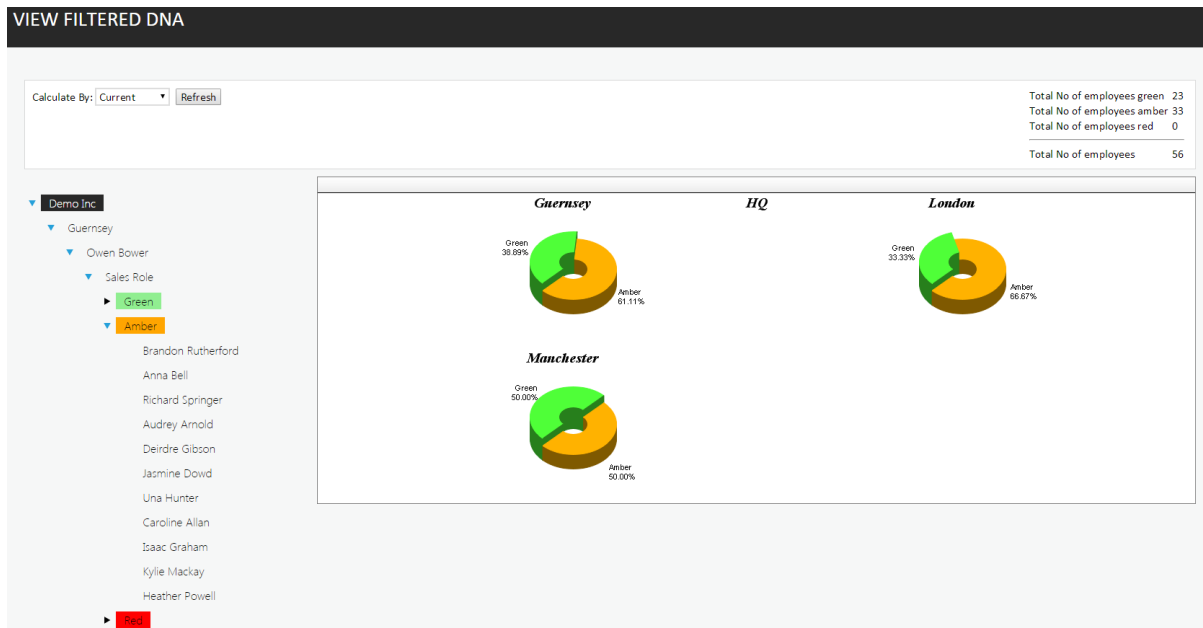 VIEW FILTERED DNA
Calculate By: Current Refresh
Total No of employees green 23
Total No of employees amber 33
Total No of employees red 0
Total No of employees 56
Demo Inc
Guernsey
Owen Bower
Sales Role
Green
Amber
Brandon Rutherford
Anna Bell
Richard Springer
Audrey Arnold
Deirdre Gibson
Jasmine Dowd
Una Hunter
Caroline Allan
Isaac Graham
Kylie Mackay
Heather Powell
Red
Guernsey HQ London
Green
38.89%
Amber
61.11%
Green
33.33%
Amber
66.67%
Manchester
Green
50.00%
Amber
50.00%